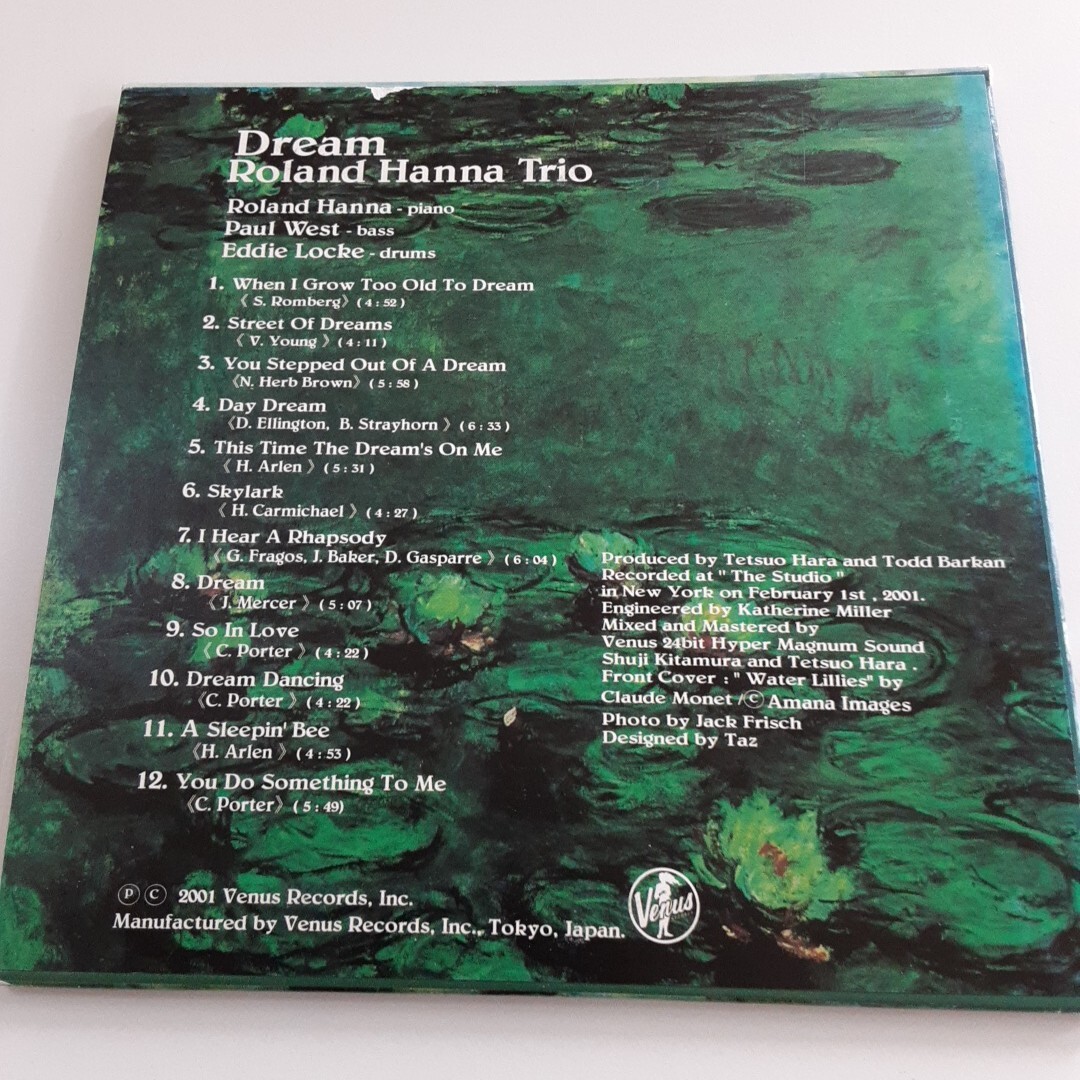 Dream
Roland Hanna Trio
Roland Hanna - piano
Paul West - bass
Eddie Locke - drums
1. When I Grow Too Old To Dream
《 S. Romberg》 ( 4 : 52 )
2. Street Of Dreams
《 V. Young 》 ( 4 : 11 )
3. You Stepped Out Of A Dream
《N. Herb Brown》 ( 5 : 58 )
4. Day Dream
《D. Ellington, B. Strayhorn 》 ( 6 : 33 )
5. This Time The Dream's On Me
《 H. Arlen 》 ( 5 : 31 )
6. Skylark
《 H. Carmichael 》 ( 4 : 27 )
7. I Hear A Rhapsody
《 G. Fragos, J. Baker, D. Gasparre 》 ( 6 : 04 )
8. Dream
《 J. Mercer 》 ( 5 : 07 )
9. So In Love
《 C. Porter 》 ( 4 : 22 )
10. Dream Dancing
《C. Porter 》 ( 4 : 22 )
11. A Sleepin' Bee
《H. Arlen 》 ( 4 : 53 )
12. You Do Something To Me
《C. Porter》 ( 5 : 49)
Produced by Tetsuo Hara and Todd Barkan
Recorded at " The Studio "
in New York on February 1st , 2001.
Engineered by Katherine Miller
Mixed and Mastered by
Venus 24bit Hyper Magnum Sound
Shuji Kitamura and Tetsuo Hara .
Front Cover : " Water Lillies" by
Claude Monet /© Amana Images
Photo by Jack Frisch
Designed by Taz
Ⓟ Ⓒ 2001 Venus Records, Inc.
Manufactured by Venus Records, Inc., Tokyo, Japan.
Venus